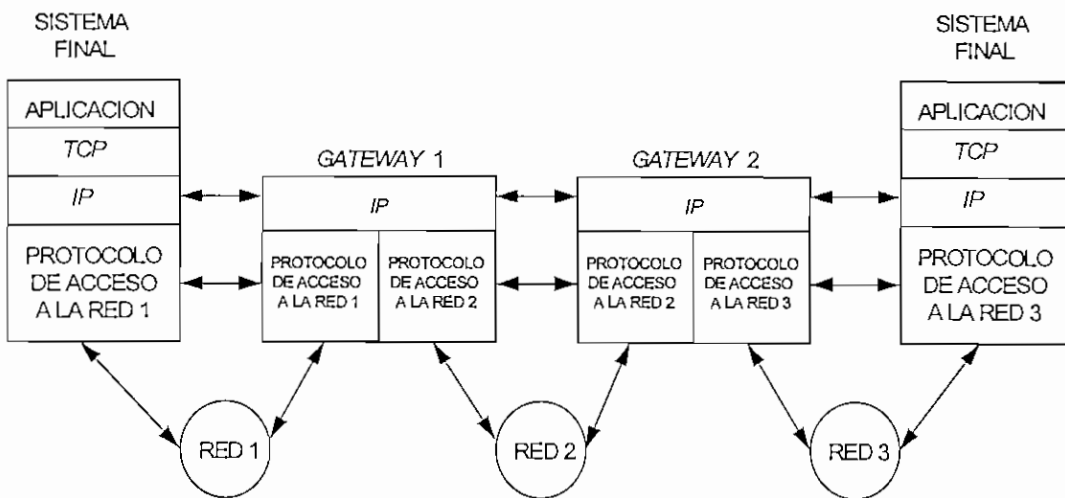 SISTEMA
FINAL
APLICACION
TCP
IP
PROTOCOLO
DE ACCESO
A LA RED 1
GATEWAY 1
IP
PROTOCOLO
DE ACCESO
A LA RED 1
PROTOCOLO
DE ACCESO
A LA RED 2
GATEWAY 2
IP
PROTOCOLO
DE ACCESO
A LA RED 2
PROTOCOLO
DE ACCESO
A LA RED 3
SISTEMA
FINAL
APLICACION
TCP
IP
PROTOCOLO
DE ACCESO
A LA RED 3
RED 1
RED 2
RED 3